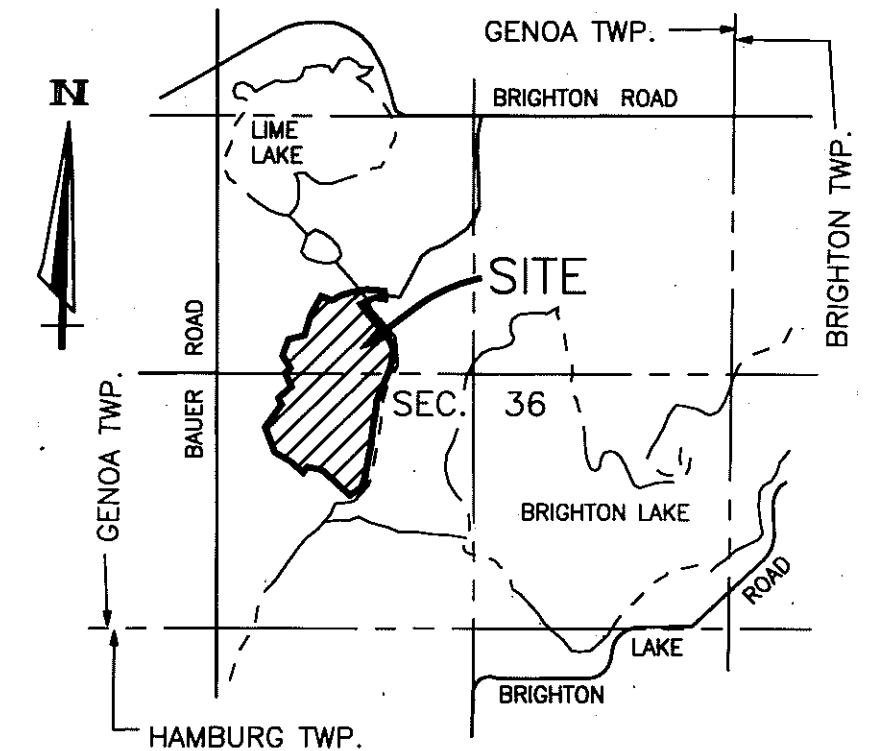 GENOA TWP.
N
BRIGHTON ROAD
LIME
LAKE
BRIGHTON TWP.
SITE
BAUER ROAD
GENOA TWP.
SEC. 36
BRIGHTON LAKE
ROAD
LAKE
BRIGHTON
HAMBURG TWP.